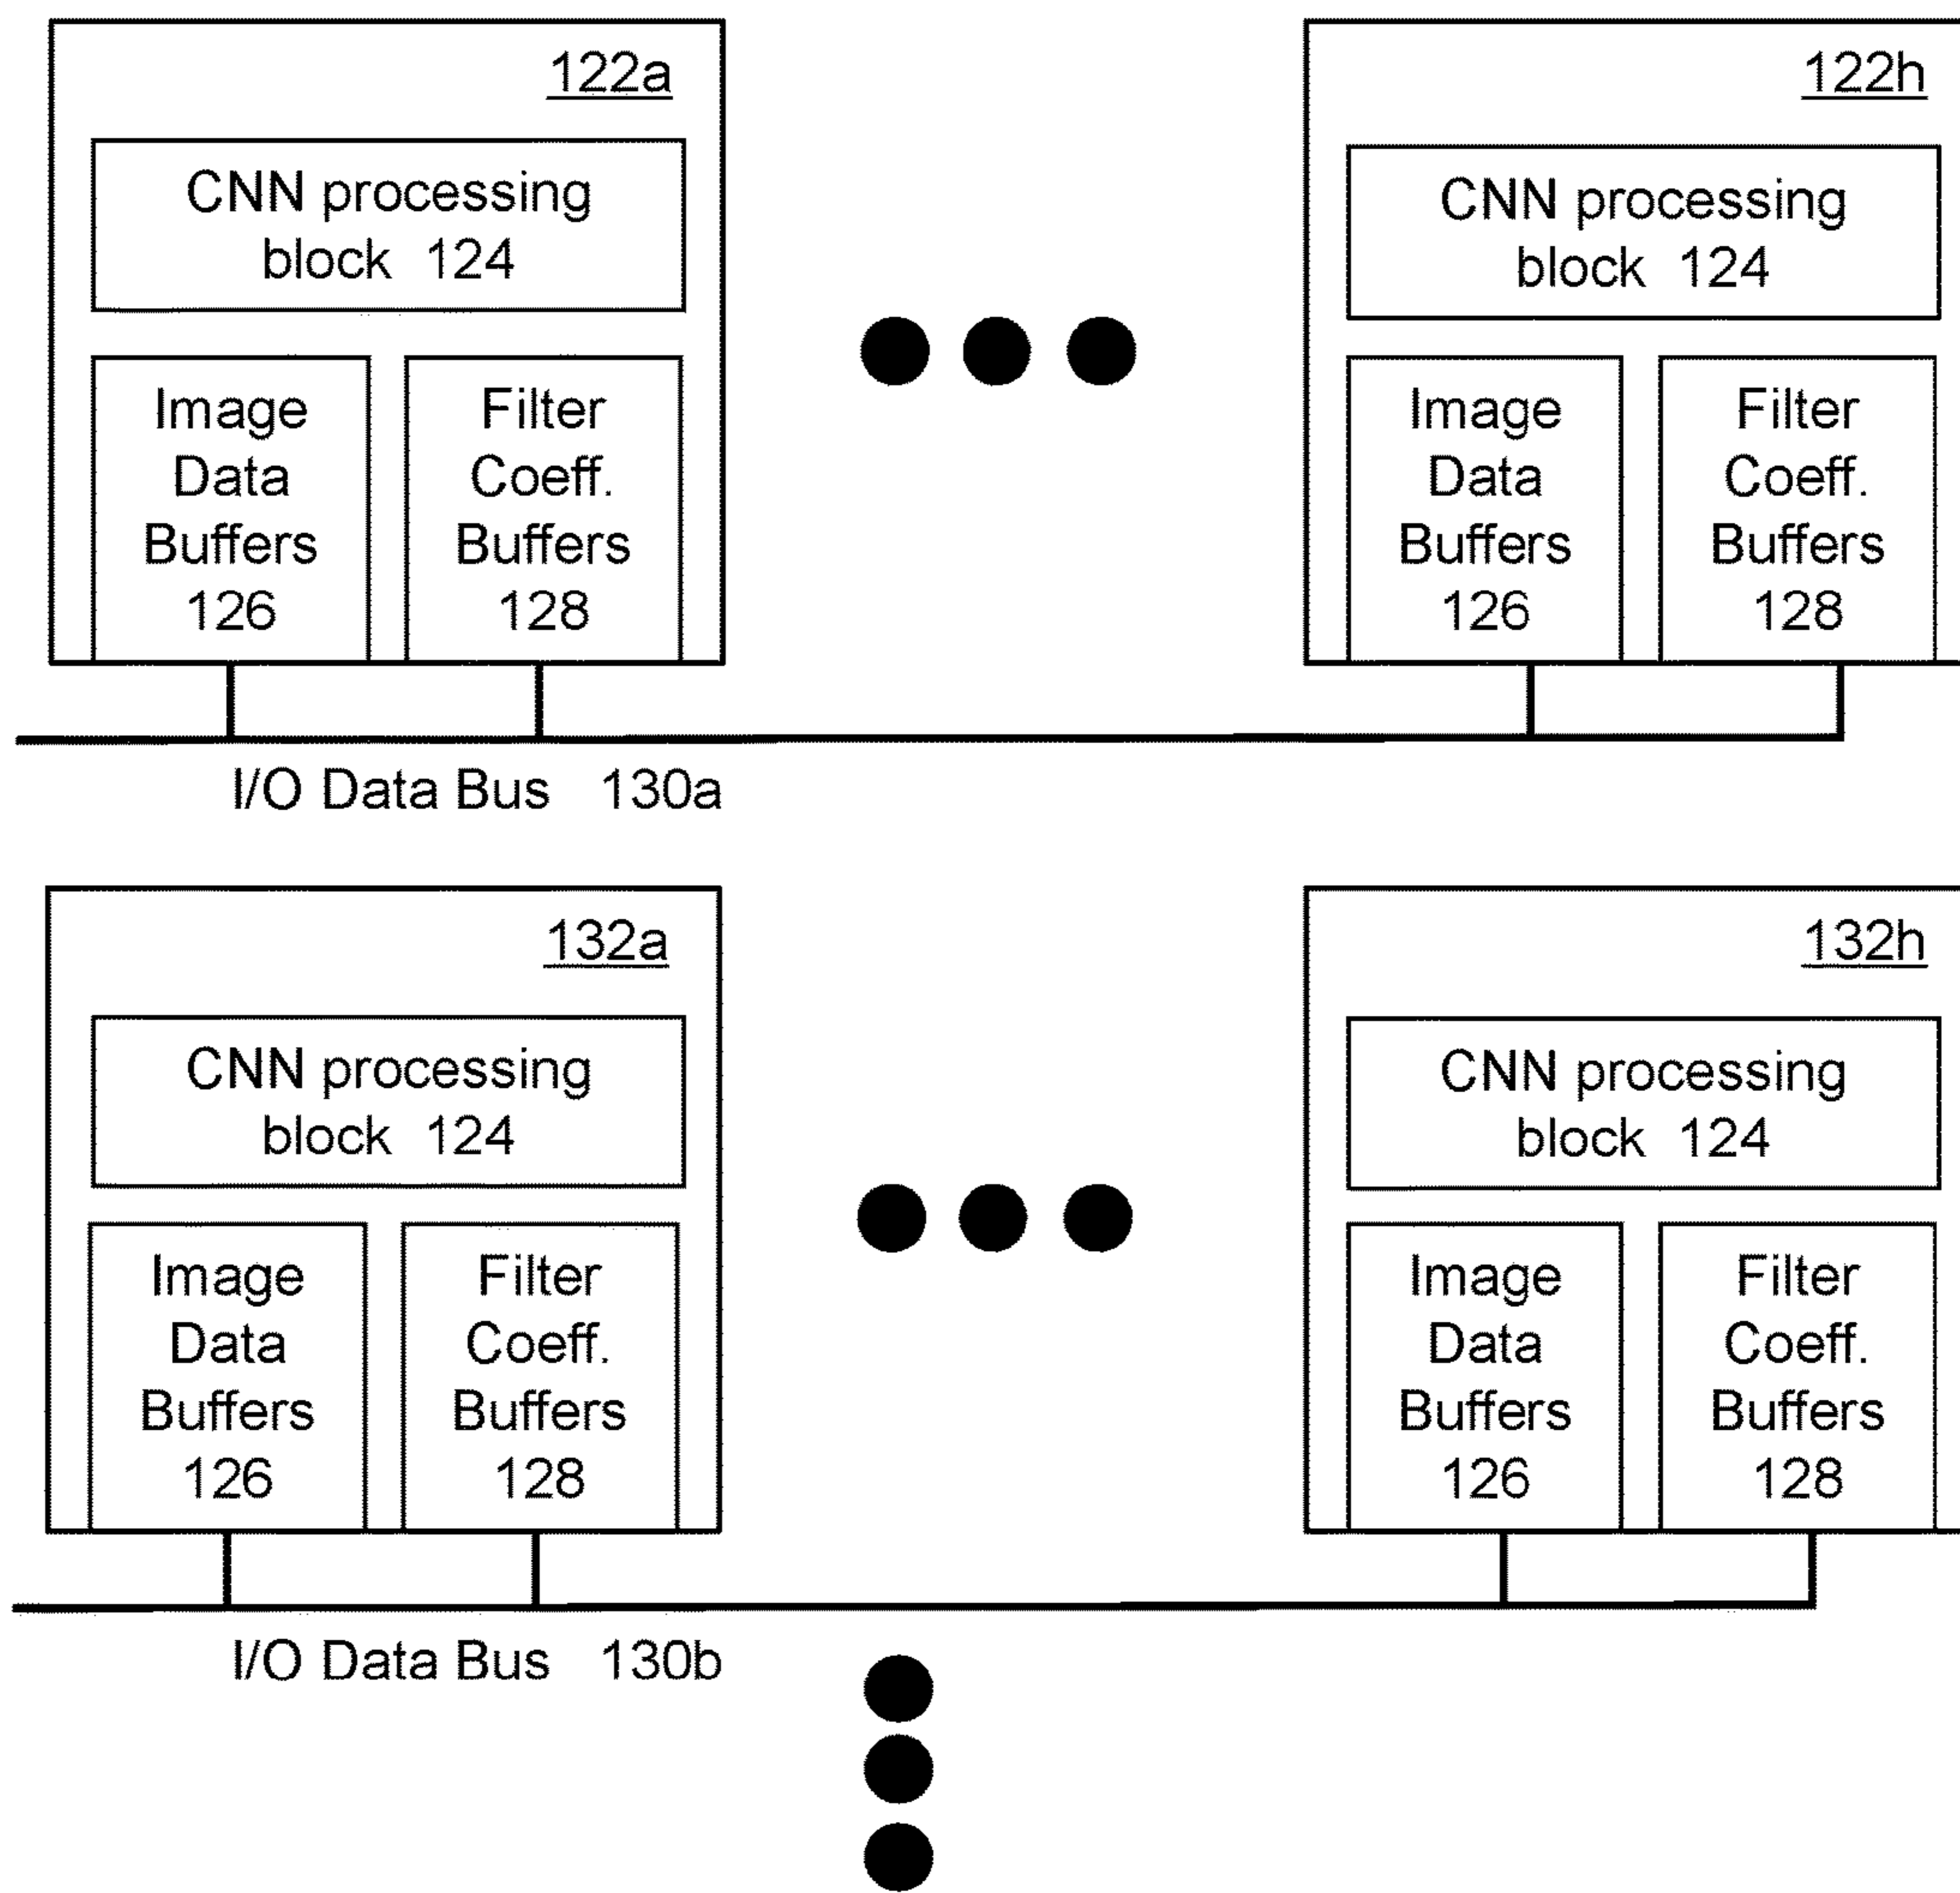 122a
CNN processing
block 124
Image
Data
Buffers
126
Filter
Coeff.
Buffers
128
122h
CNN processing
block 124
Image
Data
Buffers
126
Filter
Coeff.
Buffers
128
I/O Data Bus 130a
132a
CNN processing
block 124
Image
Data
Buffers
126
Filter
Coeff.
Buffers
128
132h
CNN processing
block 124
Image
Data
Buffers
126
Filter
Coeff.
Buffers
128
I/O Data Bus 130b